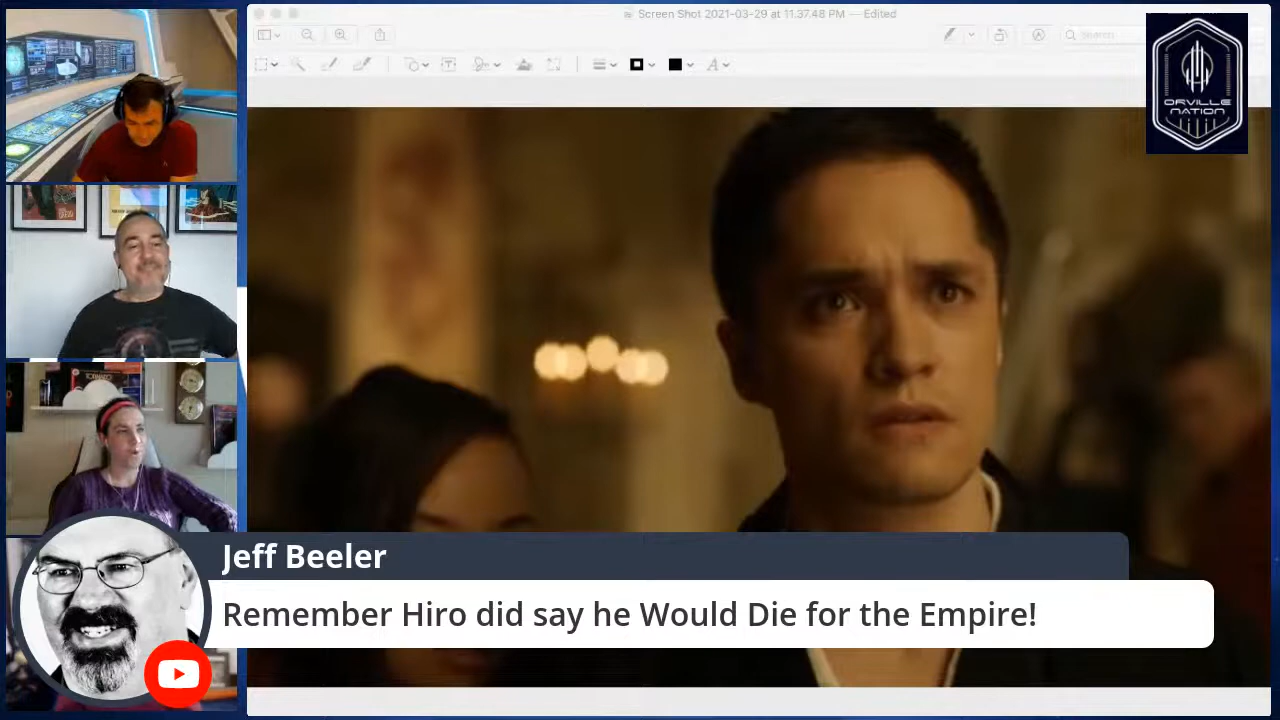 Screen Shot 2021-03-29 at 11.37.48 PM — Edited
Search
ORVILLE
NATION
Jeff Beeler
Remember Hiro did say he Would Die for the Empire!